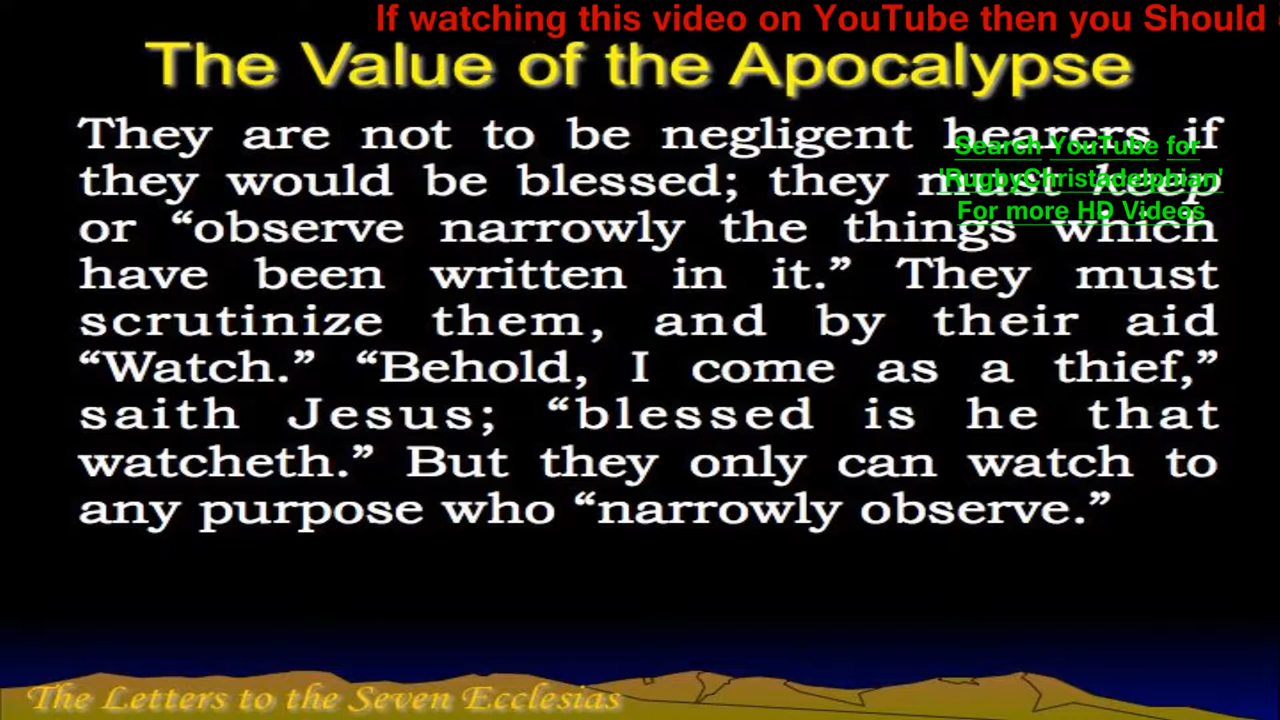 If watching this video on YouTube then you Should
The Value of the Apocalypse
They are not to be negligent hearers if
they would be blessed; they must keep
or “observe narrowly the things which
have been written in it.” They must
scrutinize them, and by their aid
“Watch.” “Behold, I come as a thief,”
saith Jesus; “blessed is he that
watcheth.” But they only can watch to
any purpose who “narrowly observe.”
Search YouTube for
'RugbyChristadelphian'
For more HD Videos
The Letters to the Seven Ecclesias